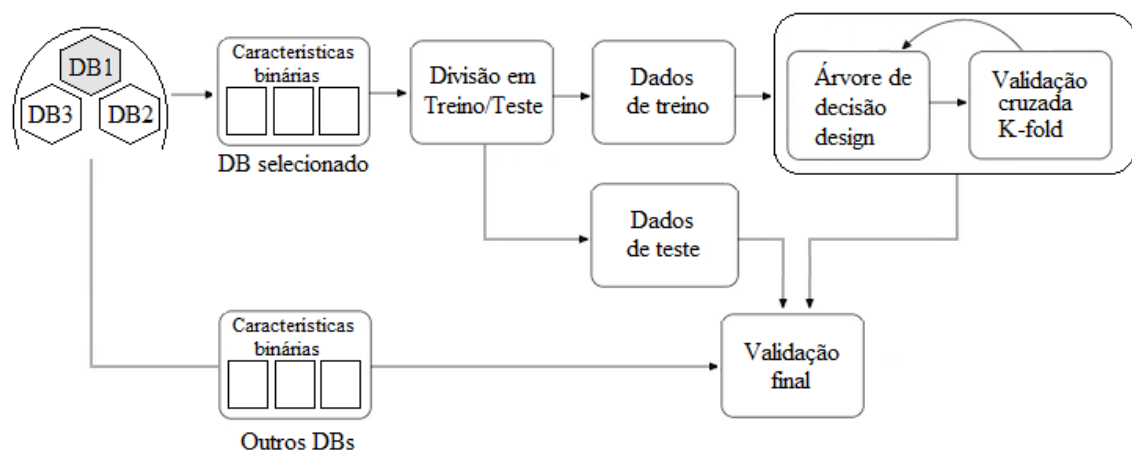 DB1
DB3
DB2
Características
binárias
DB selecionado
Divisão em
Treino/Teste
Dados
de treino
Árvore de
decisão
design
Validação
cruzada
K-fold
Dados
de teste
Características
binárias
Outros DBs
Validação
final